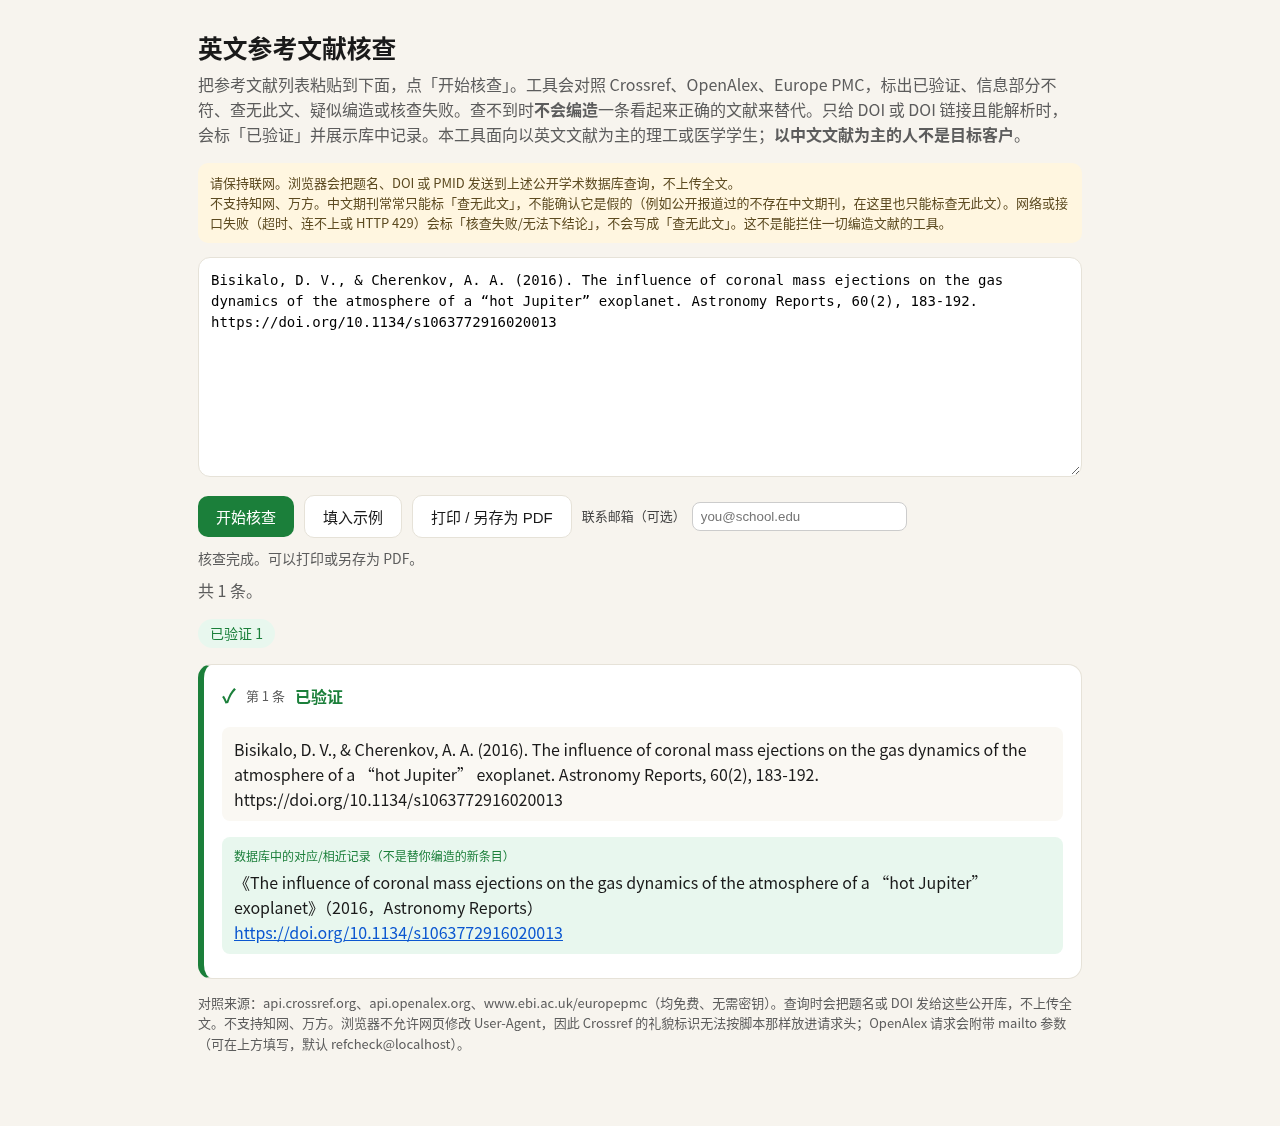 英文参考文献核查
把参考文献列表粘贴到下面，点「开始核查」。工具会对照 Crossref、OpenAlex、Europe PMC，标出已验证、信息部分不
符、查无此文、疑似编造或核查失败。查不到时不会编造一条看起来正确的文献来替代。只给 DOI 或 DOI 链接且能解析时，
会标「已验证」并展示库中记录。本工具面向以英文文献为主的理工或医学学生；以中文文献为主的人不是目标客户。
请保持联网。浏览器会把题名、DOI 或 PMID 发送到上述公开学术数据库查询，不上传全文。
不支持知网、万方。中文期刊常常只能标「查无此文」，不能确认它是假的（例如公开报道过的不存在中文期刊，在这里也只能标查无此文）。网络或接
口失败（超时、连不上或 HTTP 429）会标「核查失败/无法下结论」，不会写成「查无此文」。这不是能拦住一切编造文献的工具。
Bisikalo, D. V., & Cherenkov, A. A. (2016). The influence of coronal mass ejections on the gas
dynamics of the atmosphere of a “hot Jupiter” exoplanet. Astronomy Reports, 60(2), 183-192.
https://doi.org/10.1134/s1063772916020013
开始核查 填入示例 打印 / 另存为 PDF 联系邮箱（可选） you@school.edu
核查完成。可以打印或另存为 PDF。
共 1 条。
已验证 1
✓ 第 1 条 已验证
Bisikalo, D. V., & Cherenkov, A. A. (2016). The influence of coronal mass ejections on the gas dynamics of the
atmosphere of a “hot Jupiter” exoplanet. Astronomy Reports, 60(2), 183-192.
https://doi.org/10.1134/s1063772916020013
数据库中的对应/相近记录（不是替你编造的新条目）
《The influence of coronal mass ejections on the gas dynamics of the atmosphere of a “hot Jupiter”
exoplanet》（2016，Astronomy Reports）
https://doi.org/10.1134/s1063772916020013
对照来源：api.crossref.org、api.openalex.org、www.ebi.ac.uk/europepmc（均免费、无需密钥）。查询时会把题名或 DOI 发给这些公开库，不上传全
文。不支持知网、万方。浏览器不允许网页修改 User-Agent，因此 Crossref 的礼貌标识无法按脚本那样放进请求头；OpenAlex 请求会附带 mailto 参数
（可在上方填写，默认 refcheck@localhost）。